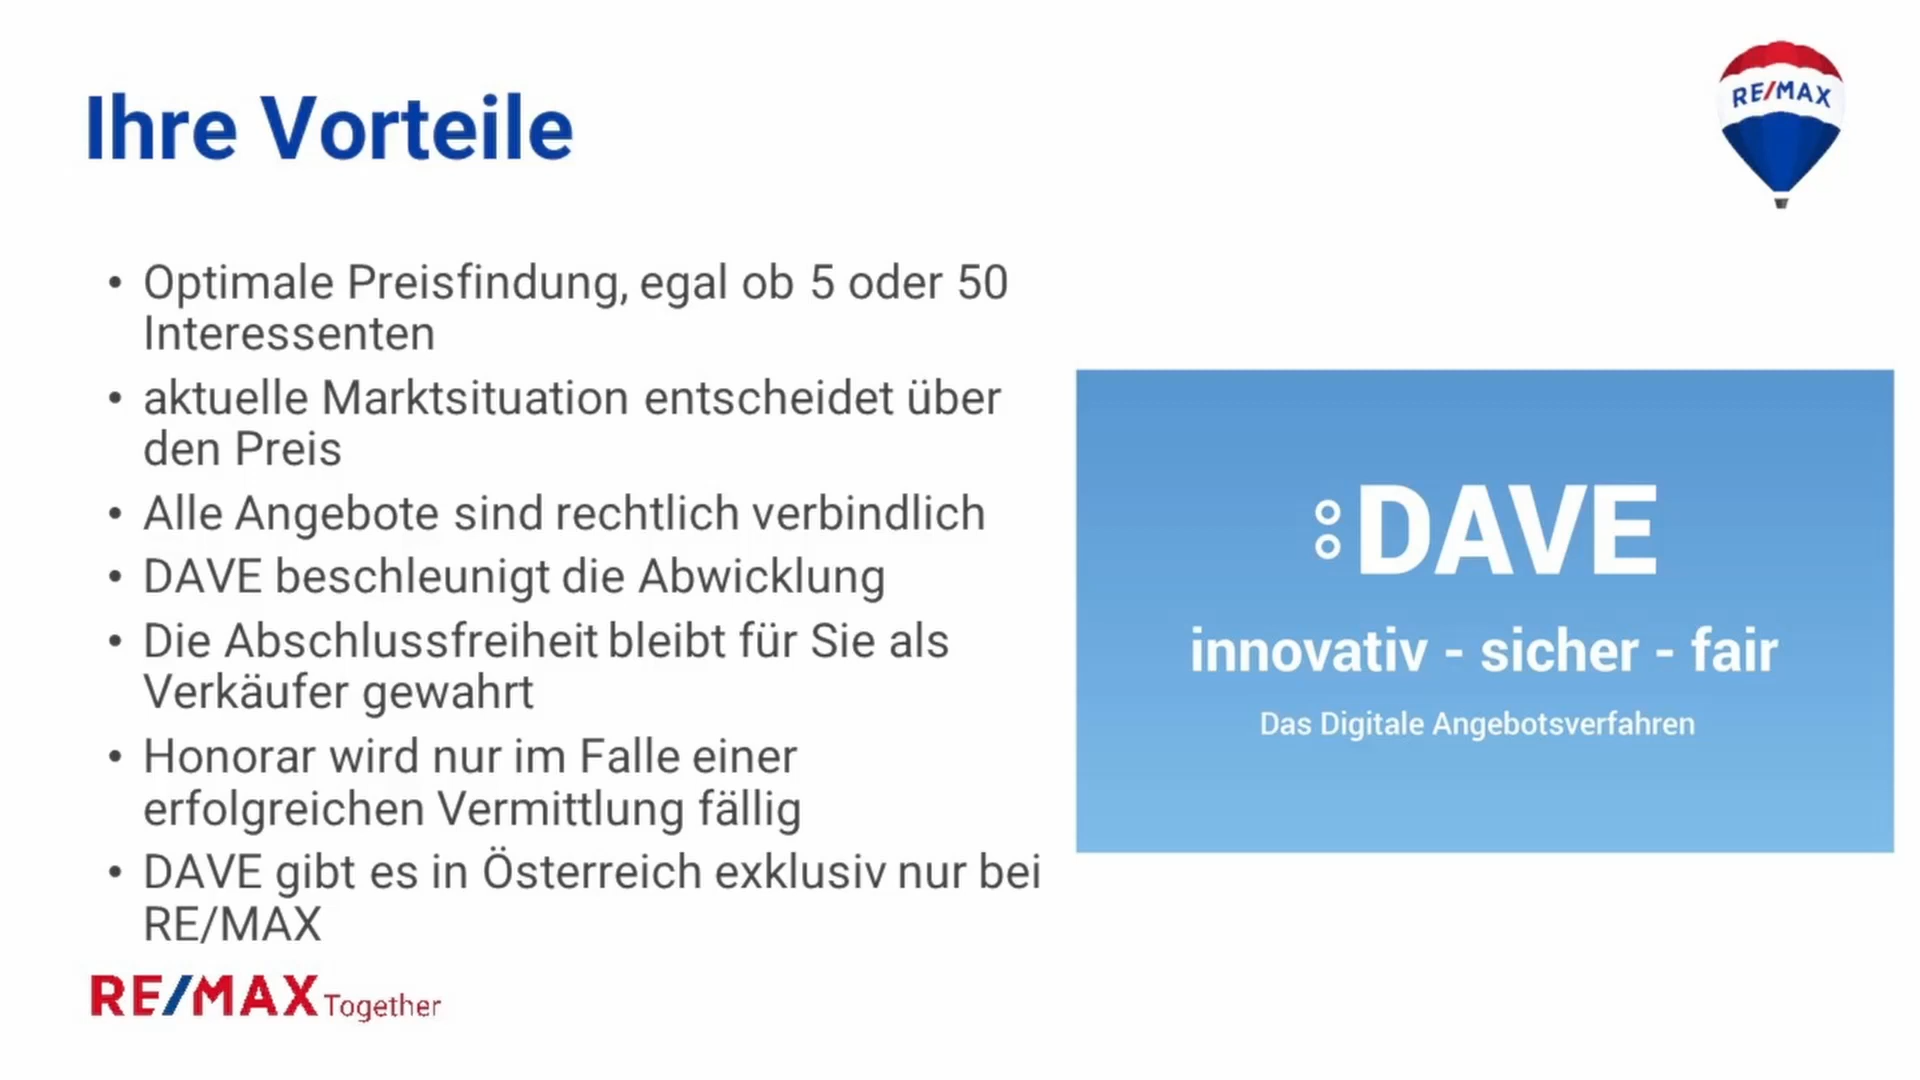 Ihre Vorteile
RE/MAX
• Optimale Preisfindung, egal ob 5 oder 50
Interessenten
• aktuelle Marktsituation entscheidet über
den Preis
• Alle Angebote sind rechtlich verbindlich
• DAVE beschleunigt die Abwicklung
• Die Abschlussfreiheit bleibt für Sie als
Verkäufer gewahrt
• Honorar wird nur im Falle einer
erfolgreichen Vermittlung fällig
• DAVE gibt es in Österreich exklusiv nur bei
RE/MAX
DAVE
innovativ - sicher - fair
Das Digitale Angebotsverfahren
RE/MAX Together